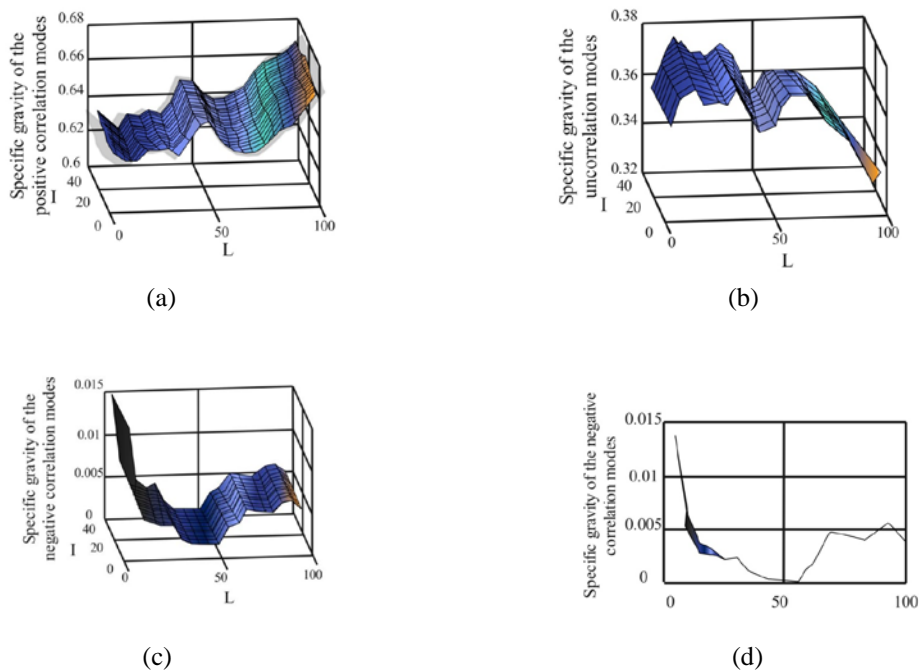 Specific gravity of the
positive correlation modes
0.68
0.66
0.64
0.62
0.6
40
20
0
I
0
50
100
L
(a)
Specific gravity of the
uncorrelation modes
0.38
0.36
0.34
0.32
40
20
0
I
0
50
100
L
(b)
Specific gravity of the
negative correlation modes
0.015
0.01
0.005
0
40
20
0
I
0
50
100
L
(c)
Specific gravity of the negative
correlation modes
0.015
0.01
0.005
0
0
50
100
(d)